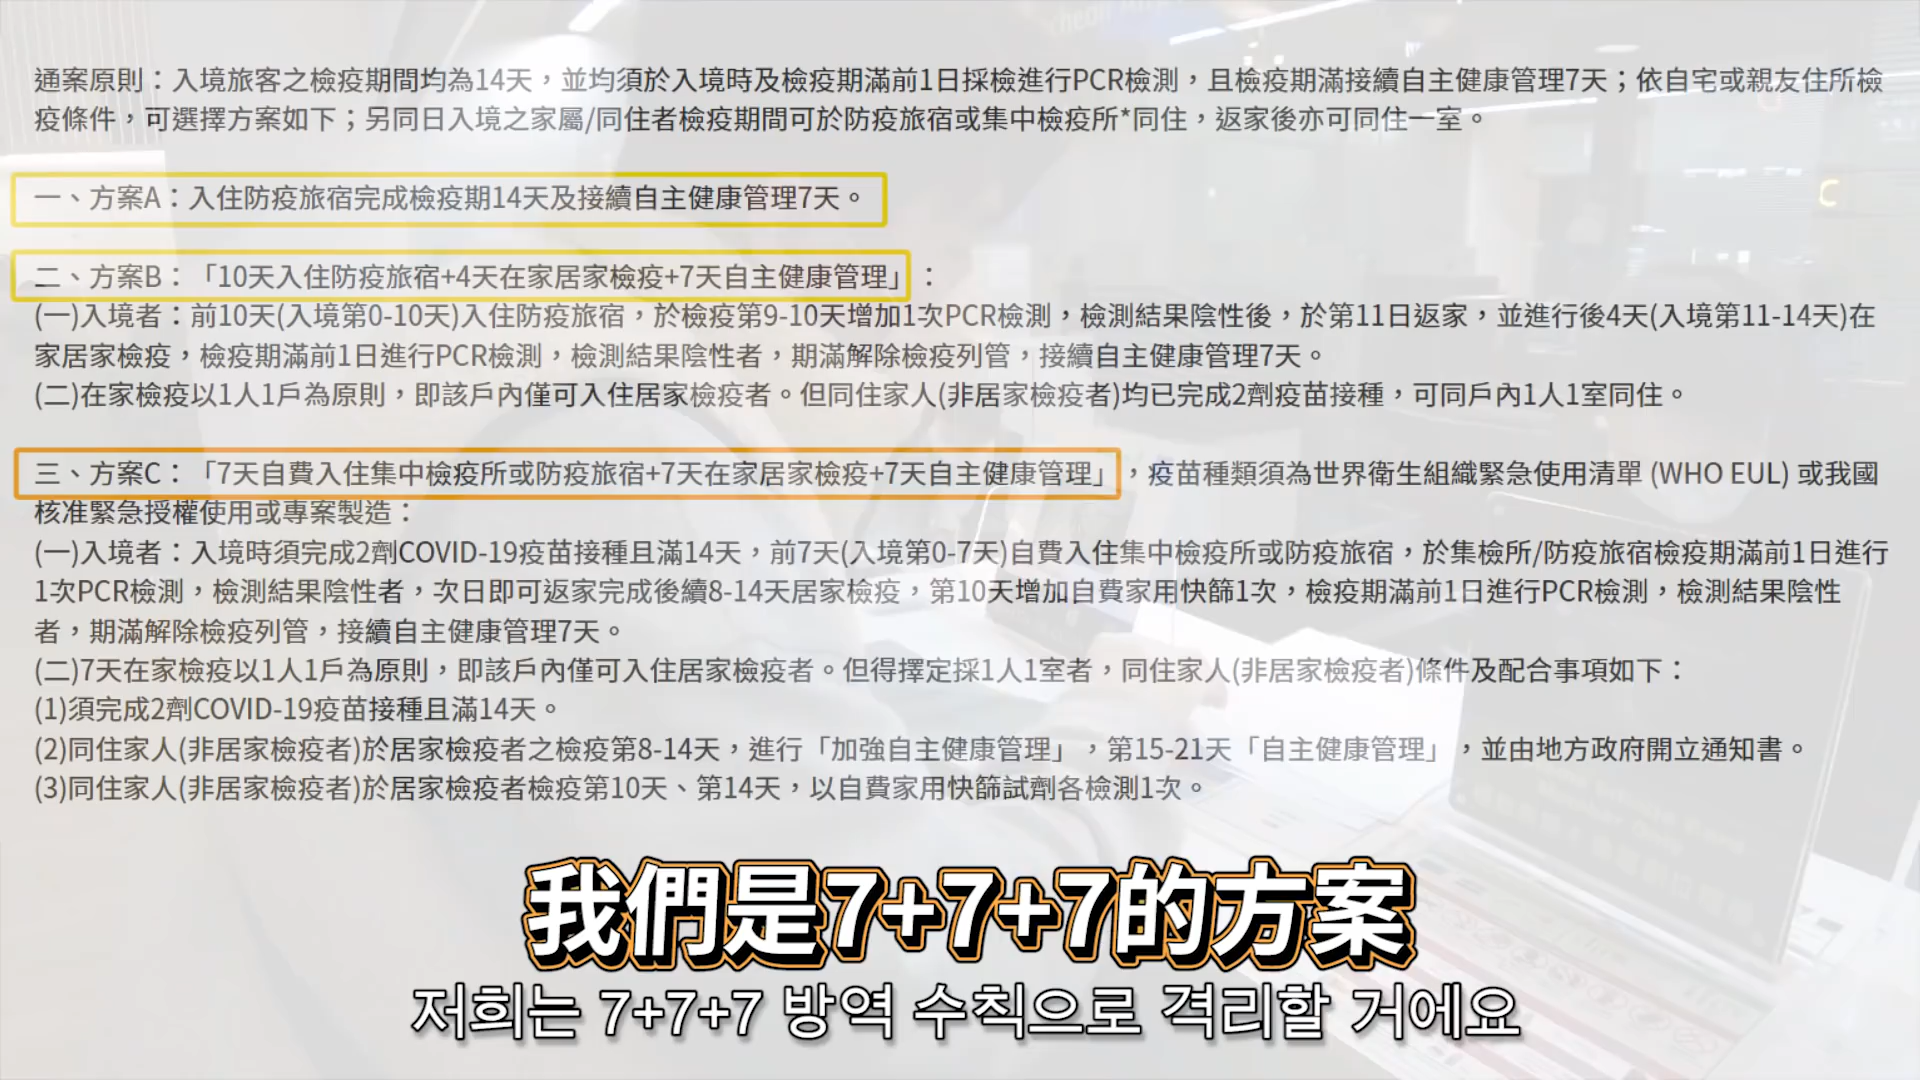 通案原則：入境旅客之檢疫期間均為14天，並均須於入境時及檢疫期滿前1日採檢進行PCR檢測，且檢疫期滿接續自主健康管理7天；依自宅或親友住所檢
疫條件，可選擇方案如下；另同日入境之家屬/同住者檢疫期間可於防疫旅宿或集中檢疫所*同住，返家後亦可同住一室。
一、方案A：入住防疫旅宿完成檢疫期14天及接續自主健康管理7天。
二、方案B：「10天入住防疫旅宿+4天在家居家檢疫+7天自主健康管理」：
(一)入境者：前10天(入境第0-10天)入住防疫旅宿，於檢疫第9-10天增加1次PCR檢測，檢測結果陰性後，於第11日返家，並進行後4天(入境第11-14天)在
家居家檢疫，檢疫期滿前1日進行PCR檢測，檢測結果陰性者，期滿解除檢疫列管，接續自主健康管理7天。
(二)在家檢疫以1人1戶為原則，即該戶內僅可入住居家檢疫者。但同住家人(非居家檢疫者)均已完成2劑疫苗接種，可同戶內1人1室同住。
三、方案C：「7天自費入住集中檢疫所或防疫旅宿+7天在家居家檢疫+7天自主健康管理」，疫苗種類須為世界衛生組織緊急使用清單 (WHO EUL) 或我國
核准緊急授權使用或專案製造：
(一)入境者：入境時須完成2劑COVID-19疫苗接種且滿14天，前7天(入境第0-7天)自費入住集中檢疫所或防疫旅宿，於集檢所/防疫旅宿檢疫期滿前1日進行
1次PCR檢測，檢測結果陰性者，次日即可返家完成後續8-14天居家檢疫，第10天增加自費家用快篩1次，檢疫期滿前1日進行PCR檢測，檢測結果陰性
者，期滿解除檢疫列管，接續自主健康管理7天。
(二)7天在家檢疫以1人1戶為原則，即該戶內僅可入住居家檢疫者。但得擇定採1人1室者，同住家人(非居家檢疫者)條件及配合事項如下：
(1)須完成2劑COVID-19疫苗接種且滿14天。
(2)同住家人(非居家檢疫者)於居家檢疫者之檢疫第8-14天，進行「加強自主健康管理」，第15-21天「自主健康管理」，並由地方政府開立通知書。
(3)同住家人(非居家檢疫者)於居家檢疫者檢疫第10天、第14天，以自費家用快篩試劑各檢測1次。
我們是7+7+7的方案
저희는 7+7+7 방역 수칙으로 격리할 거에요